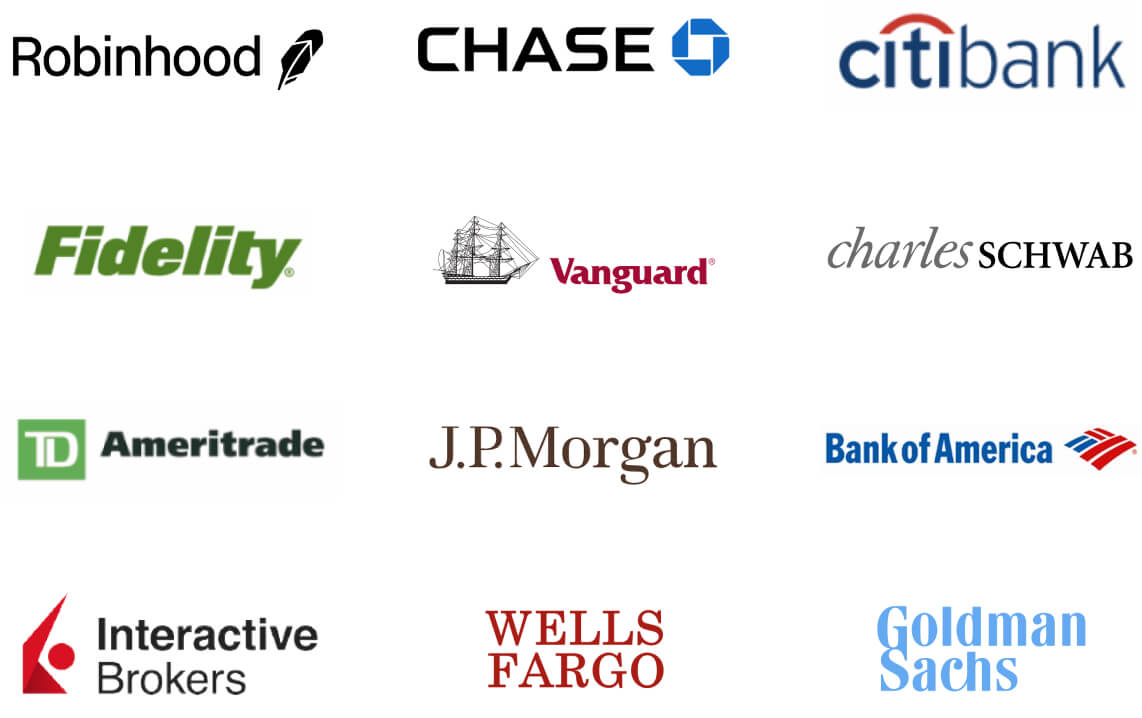 Robinhood
CHASE
citibank
Fidelity®
Vanguard®
charles SCHWAB
TD Ameritrade
J.P.Morgan
Bank of America
Interactive
Brokers
WELLS
FARGO
Goldman
Sachs